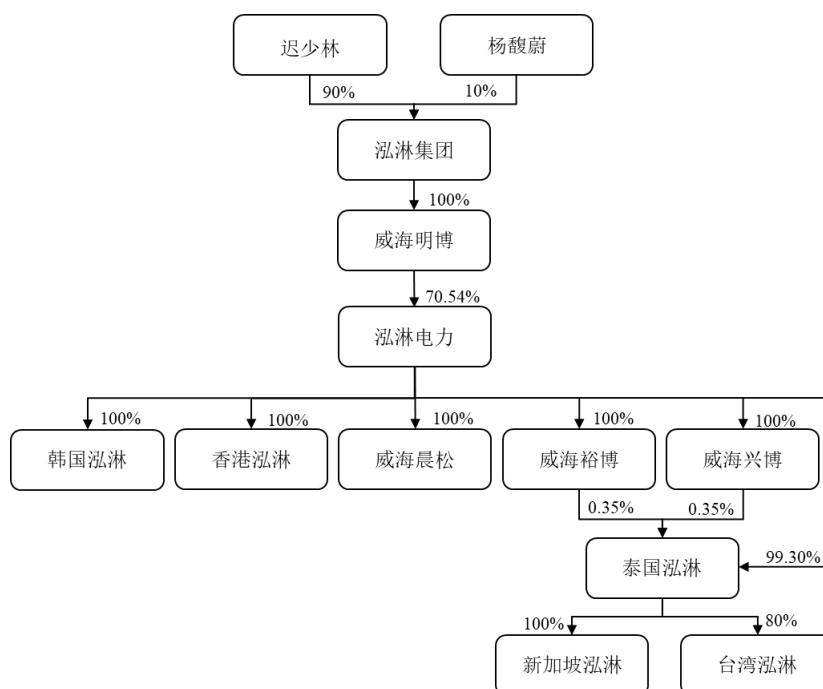 迟少林
杨馥蔚
90%
10%
泓淋集团
100%
威海明博
70.54%
泓淋电力
100%
100%
100%
100%
100%
韩国泓淋
香港泓淋
威海晨松
威海裕博
威海兴博
0.35%
0.35%
泰国泓淋
99.30%
100%
80%
新加坡泓淋
台湾泓淋